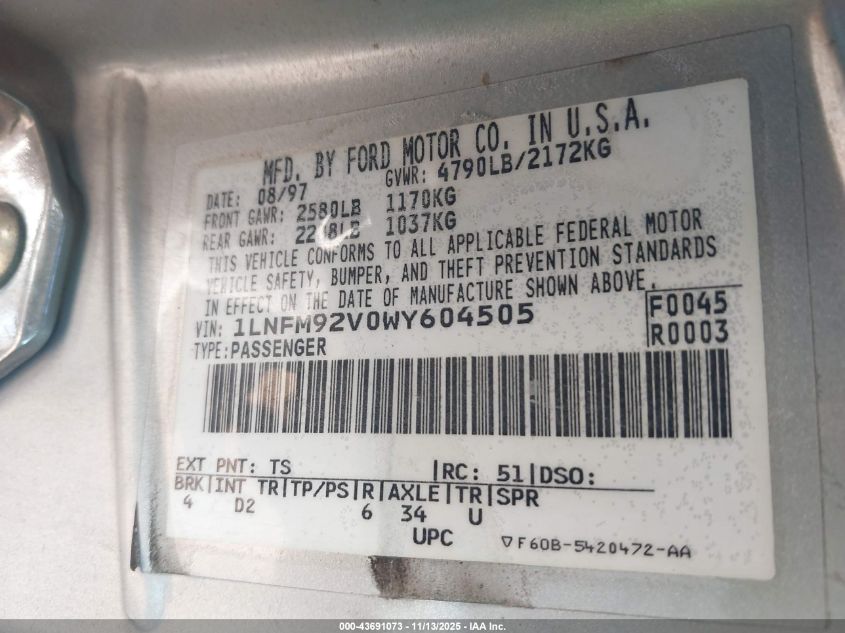 MFD. BY FORD MOTOR CO. IN U.S.A.
DATE: 08/97 GVWR: 4790LB/2172KG
FRONT GAWR: 2580LB 1170KG
REAR GAWR: LB 1037KG
THIS VEHICLE CONFORMS TO ALL APPLICABLE FEDERAL MOTOR
VEHICLE SAFETY, BUMPER, AND THEFT PREVENTION STANDARDS
IN EFFECT ON THE DATE OF MANUFACTURE SHOWN ABOVE.
VIN: 1LNFM92V0WY604505 F0045
TYPE:PASSENGER R0003
EXT PNT: TS |RC: 51|DSO:
BRK|INT TR|TP/PS|R|AXLE|TR|SPR
4 D2 6 34 U
UPC ▽F60B-5420472-AA
000-43691073 - 11/13/2025 - IAA Inc.